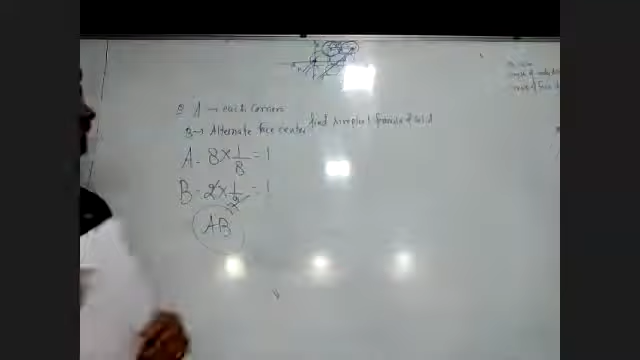 Q A → each corners
B → Alternate face center find simplest formula of solid
A = 8 × 1/8 = 1
B = 2 × 1/2 = 1
AB